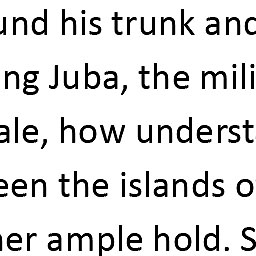 und his trunk and
ng Juba, the mili
ale, how underst
een the islands o
her ample hold. S